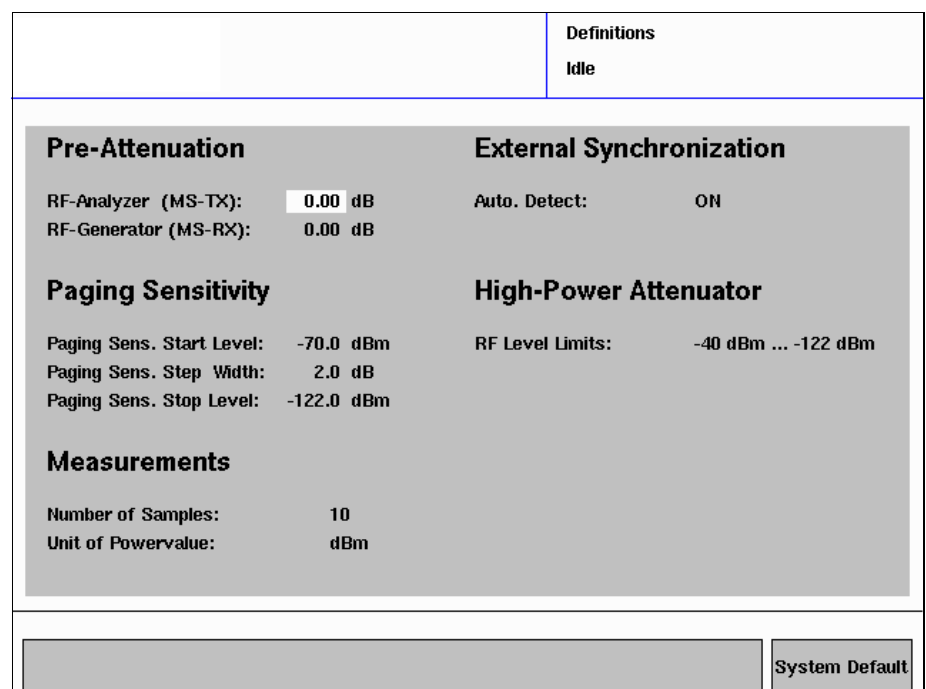 Definitions
Idle
Pre-Attenuation
RF-Analyzer (MS-TX): 0.00 dB
RF-Generator (MS-RX): 0.00 dB
Paging Sensitivity
Paging Sens. Start Level: -70.0 dBm
Paging Sens. Step Width: 2.0 dB
Paging Sens. Stop Level: -122.0 dBm
Measurements
Number of Samples: 10
Unit of Powervalue: dBm
External Synchronization
Auto. Detect: ON
High-Power Attenuator
RF Level Limits: -40 dBm ... -122 dBm
System Default